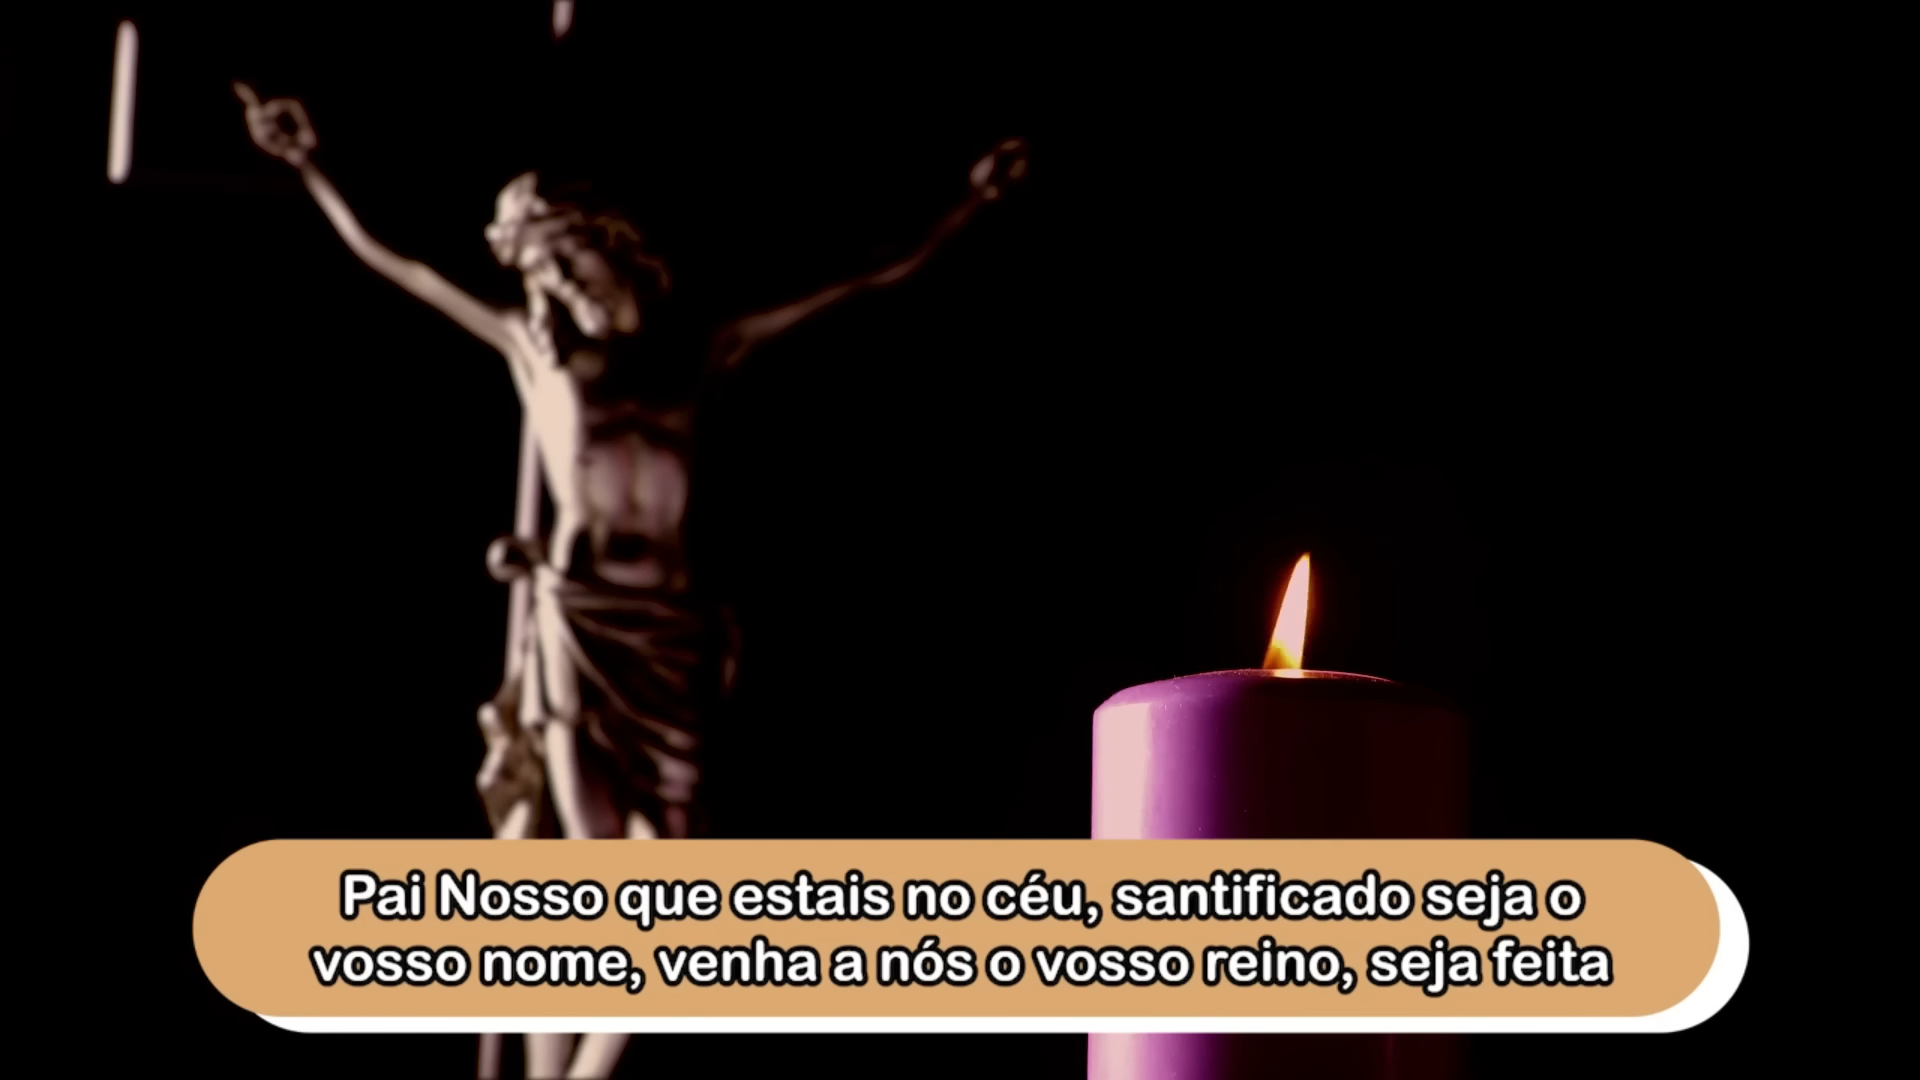 Pai Nosso que estais no céu, santificado seja o
vosso nome, venha a nós o vosso reino, seja feita